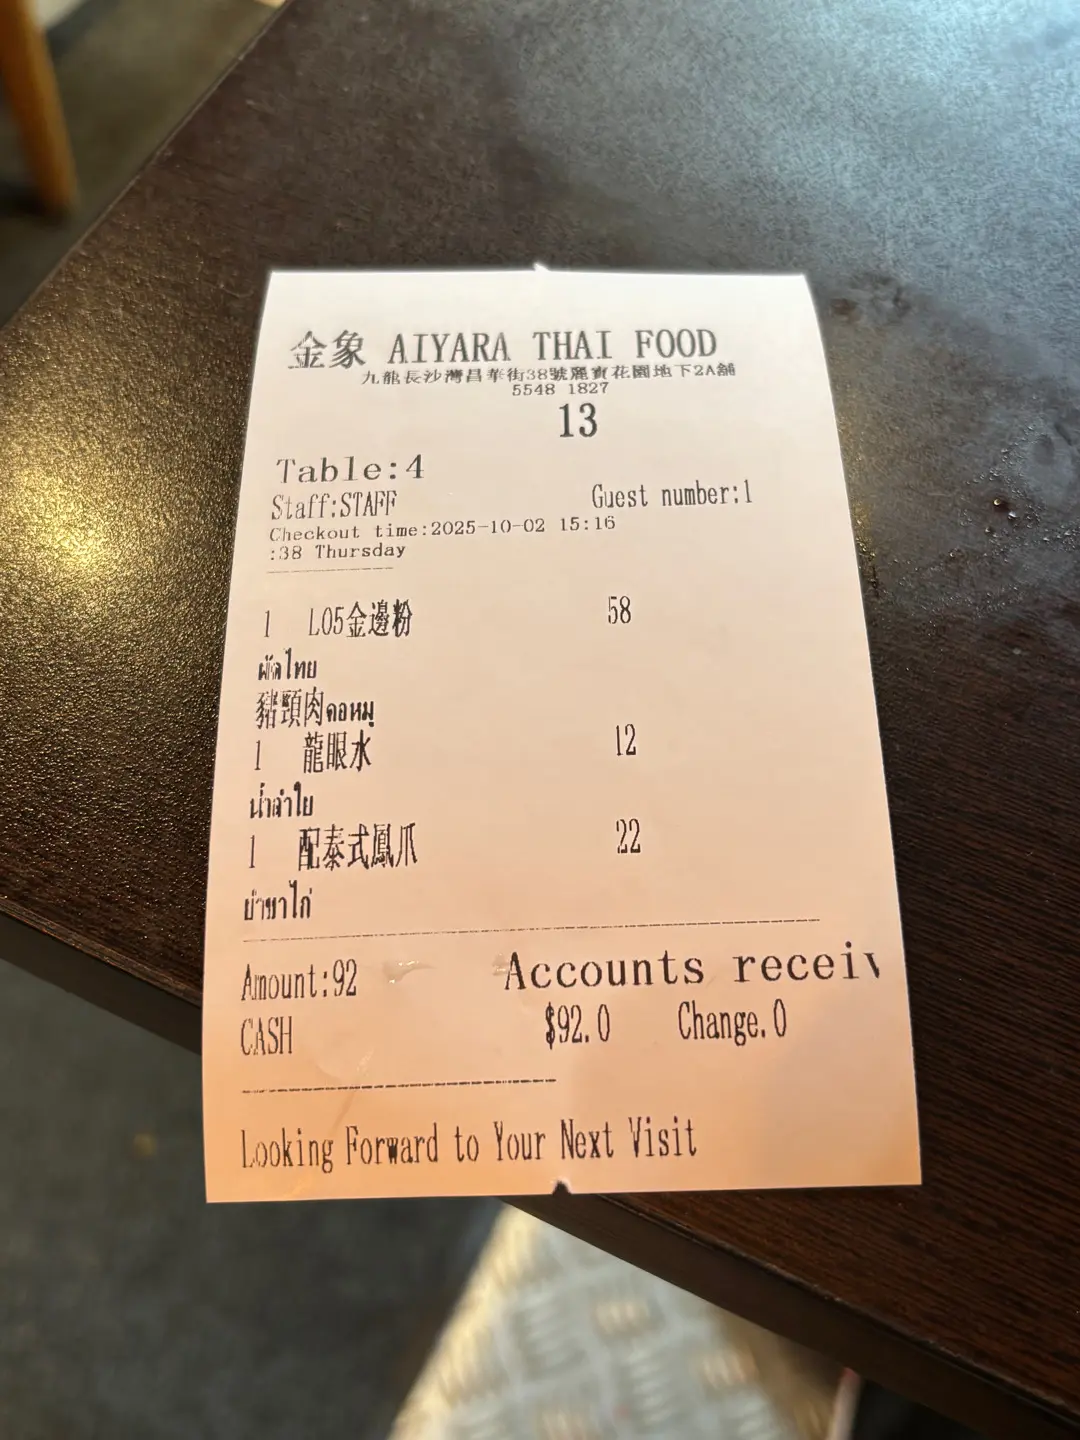 金象 AIYARA THAI FOOD
九龍長沙灣昌華街38號麗寶花園地下2A舖
5548 1827
13
Table:4
Staff:STAFF Guest number:1
Checkout time:2025-10-02 15:16
:38 Thursday
1 L05金邊粉 58
ผัดไทย
豬頸肉คอหมู
1 龍眼水 12
น้ำลำไย
1 配泰式鳳爪 22
ยำขาไก่
Amount:92 Accounts receiv
CASH $92.0 Change.0
Looking Forward to Your Next Visit